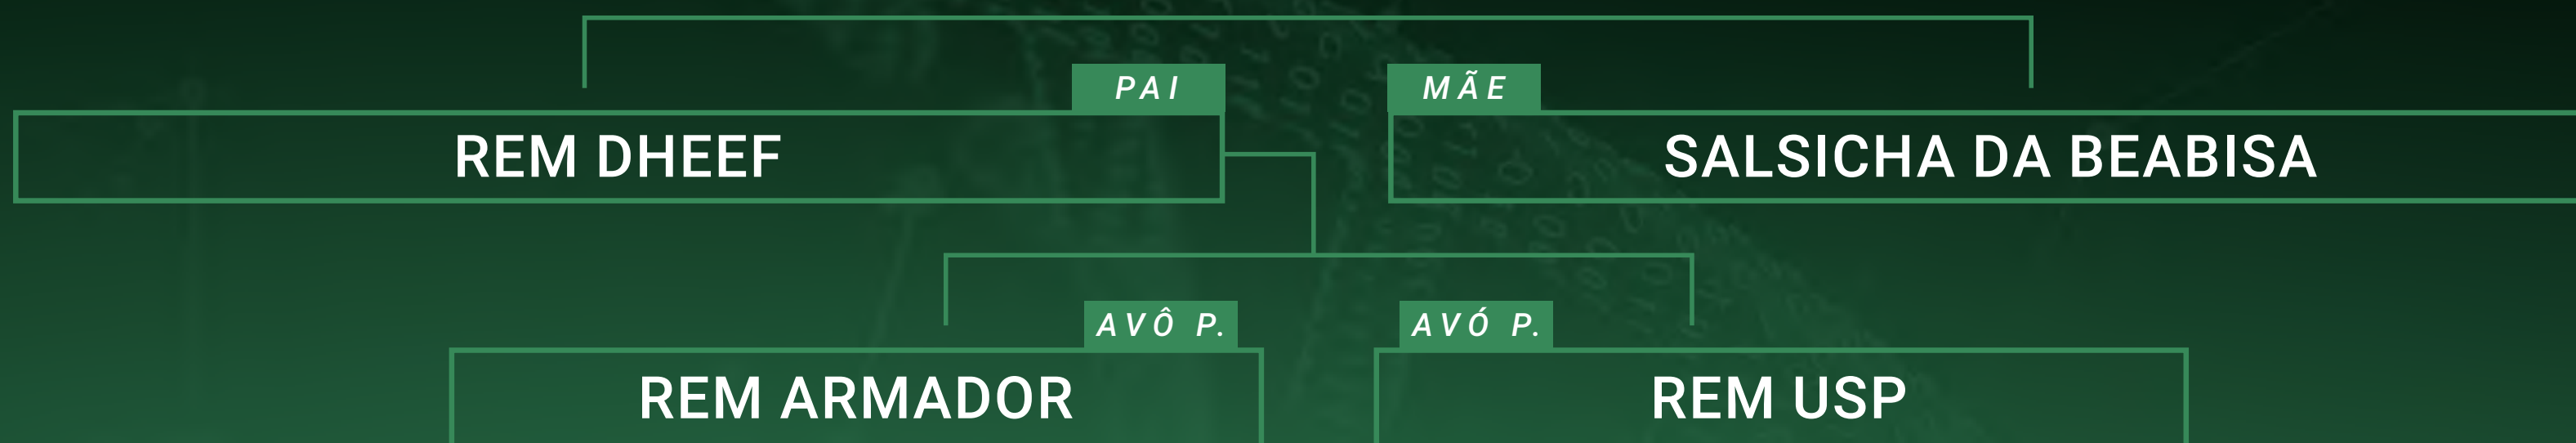 PAI
MÃE
REM DHEEF
SALSICHA DA BEABISA
AVÔ P.
AVÓ P.
REM ARMADOR
REM USP